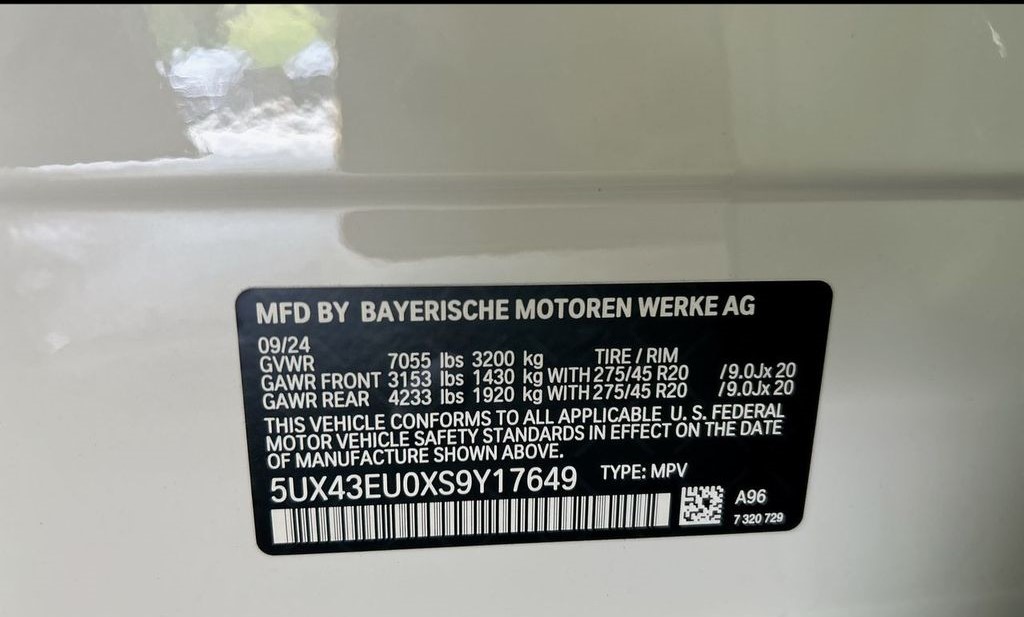 MFD BY BAYERISCHE MOTOREN WERKE AG
09/24
GVWR 7055 lbs 3200 kg TIRE / RIM
GAWR FRONT 3153 lbs 1430 kg WITH 275/45 R20 /9.0Jx 20
GAWR REAR 4233 lbs 1920 kg WITH 275/45 R20 /9.0Jx 20
THIS VEHICLE CONFORMS TO ALL APPLICABLE U. S. FEDERAL
MOTOR VEHICLE SAFETY STANDARDS IN EFFECT ON THE DATE
OF MANUFACTURE SHOWN ABOVE.
5UX43EU0XS9Y17649 TYPE: MPV
A96
7 320 729